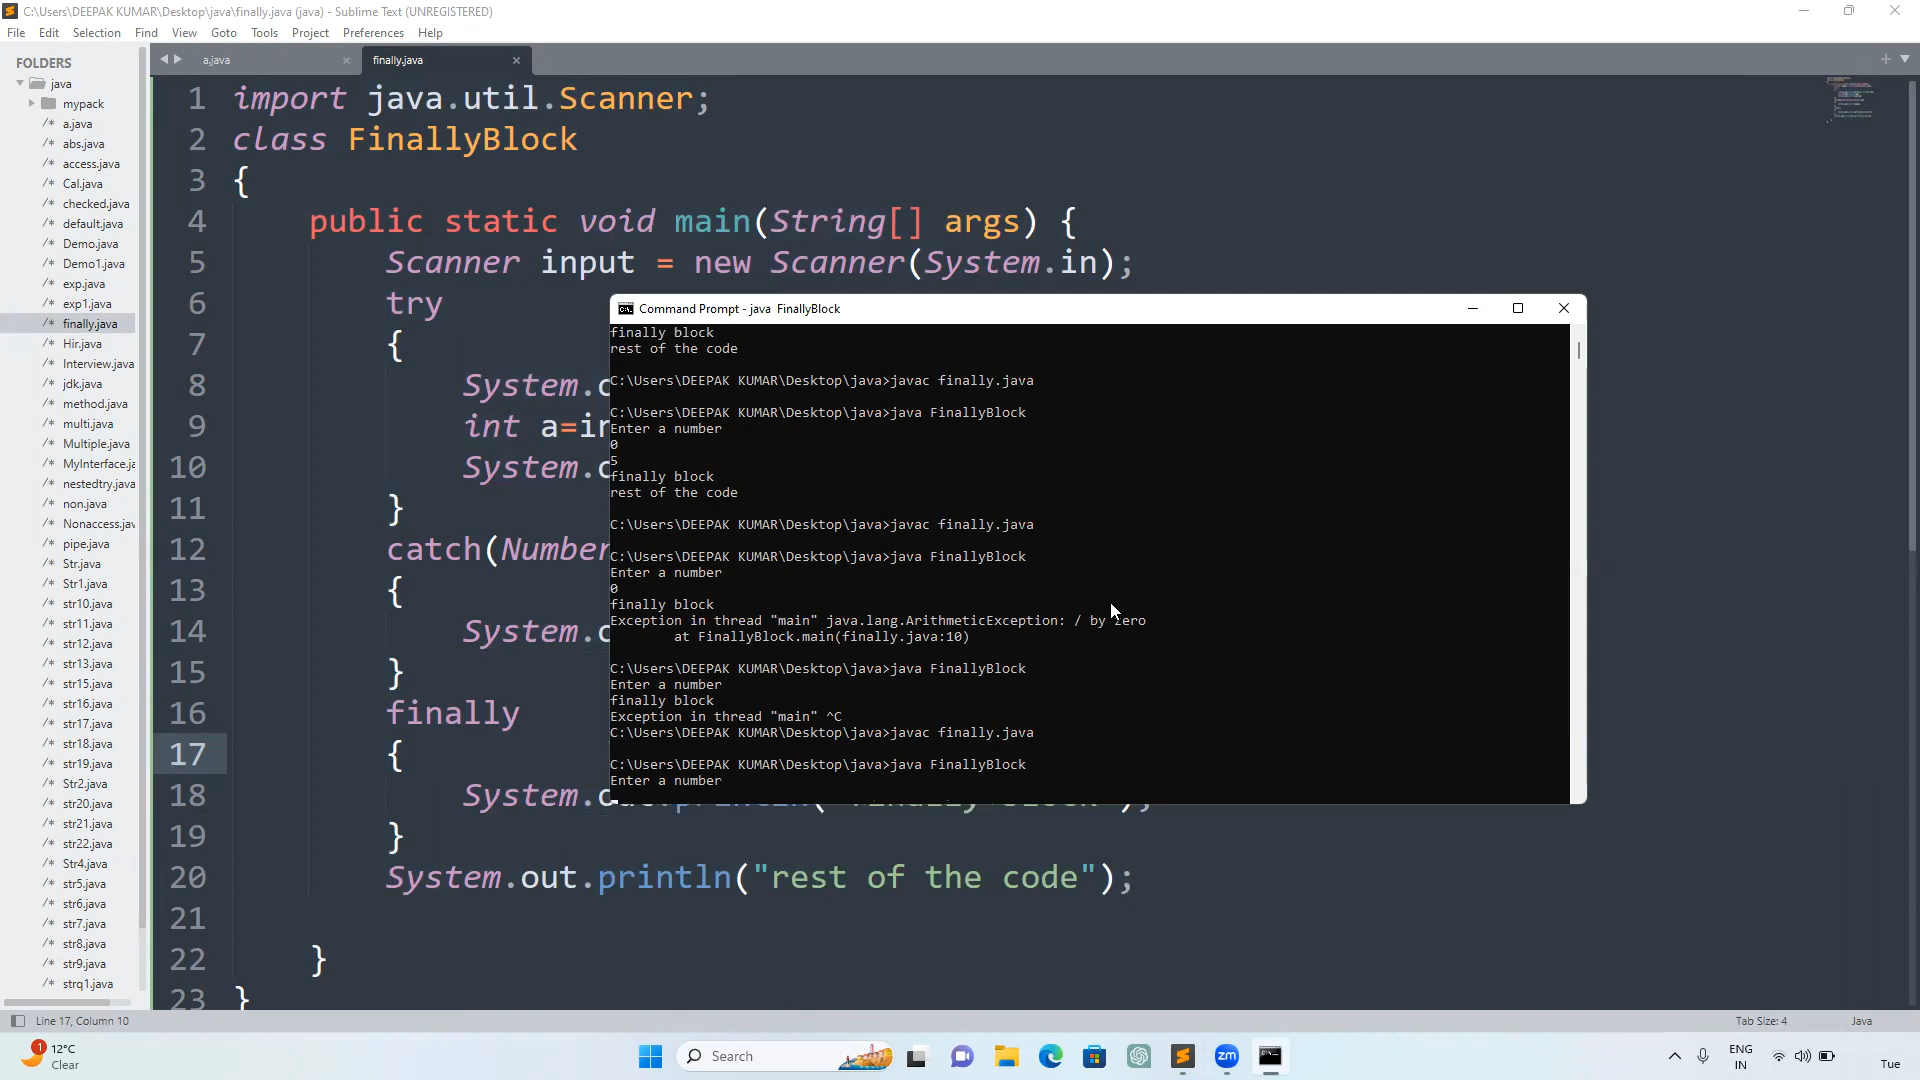 C:\Users\DEEPAK KUMAR\Desktop\java\finally.java (java) - Sublime Text (UNREGISTERED)
File Edit Selection Find View Goto Tools Project Preferences Help
FOLDERS
java
mypack
a.java
abs.java
access.java
Cal.java
checked.java
default.java
Demo.java
Demo1.java
exp.java
exp1.java
finally.java
Hir.java
Interview.java
jdk.java
method.java
multi.java
Multiple.java
MyInterface.ja
nestedtry.java
non.java
Nonaccess.jav
pipe.java
Str.java
Str1.java
str10.java
str11.java
str12.java
str13.java
str15.java
str16.java
str17.java
str18.java
str19.java
Str2.java
str20.java
str21.java
str22.java
Str4.java
str5.java
str6.java
str7.java
str8.java
str9.java
strq1.java
a.java finally.java
1 import java.util.Scanner;
2 class FinallyBlock
3 {
4 public static void main(String[] args) {
5 Scanner input = new Scanner(System.in);
6 try
7 {
8 System.
9 int a=in
10 System.
11 }
12 catch(Number
13 {
14 System.
15 }
16 finally
17 {
18 System.
19 }
20 System.out.println("rest of the code");
21
22 }
23 }
Command Prompt - java  FinallyBlock
finally block
rest of the code
C:\Users\DEEPAK KUMAR\Desktop\java>javac finally.java
C:\Users\DEEPAK KUMAR\Desktop\java>java FinallyBlock
Enter a number
0
5
finally block
rest of the code
C:\Users\DEEPAK KUMAR\Desktop\java>javac finally.java
C:\Users\DEEPAK KUMAR\Desktop\java>java FinallyBlock
Enter a number
0
finally block
Exception in thread "main" java.lang.ArithmeticException: / by zero
at FinallyBlock.main(finally.java:10)
C:\Users\DEEPAK KUMAR\Desktop\java>java FinallyBlock
Enter a number
finally block
Exception in thread "main" ^C
C:\Users\DEEPAK KUMAR\Desktop\java>javac finally.java
C:\Users\DEEPAK KUMAR\Desktop\java>java FinallyBlock
Enter a number
Line 17, Column 10
Tab Size: 4 Java
1
12°C
Clear
Search
zm
ENG
IN
Tue